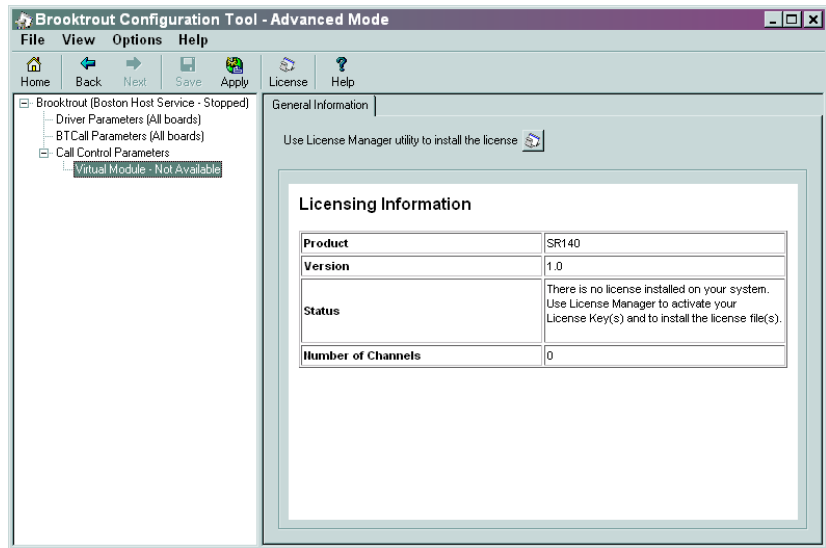 Brooktrout Configuration Tool - Advanced Mode
File View Options Help
Home Back Next Save Apply License Help
Brooktrout (Boston Host Service - Stopped)
Driver Parameters (All boards)
BTCall Parameters (All boards)
Call Control Parameters
Virtual Module - Not Available
General Information
Use License Manager utility to install the license
Licensing Information
Product SR140
Version 1.0
Status There is no license installed on your system.
Use License Manager to activate your
License Key(s) and to install the license file(s).
Number of Channels 0